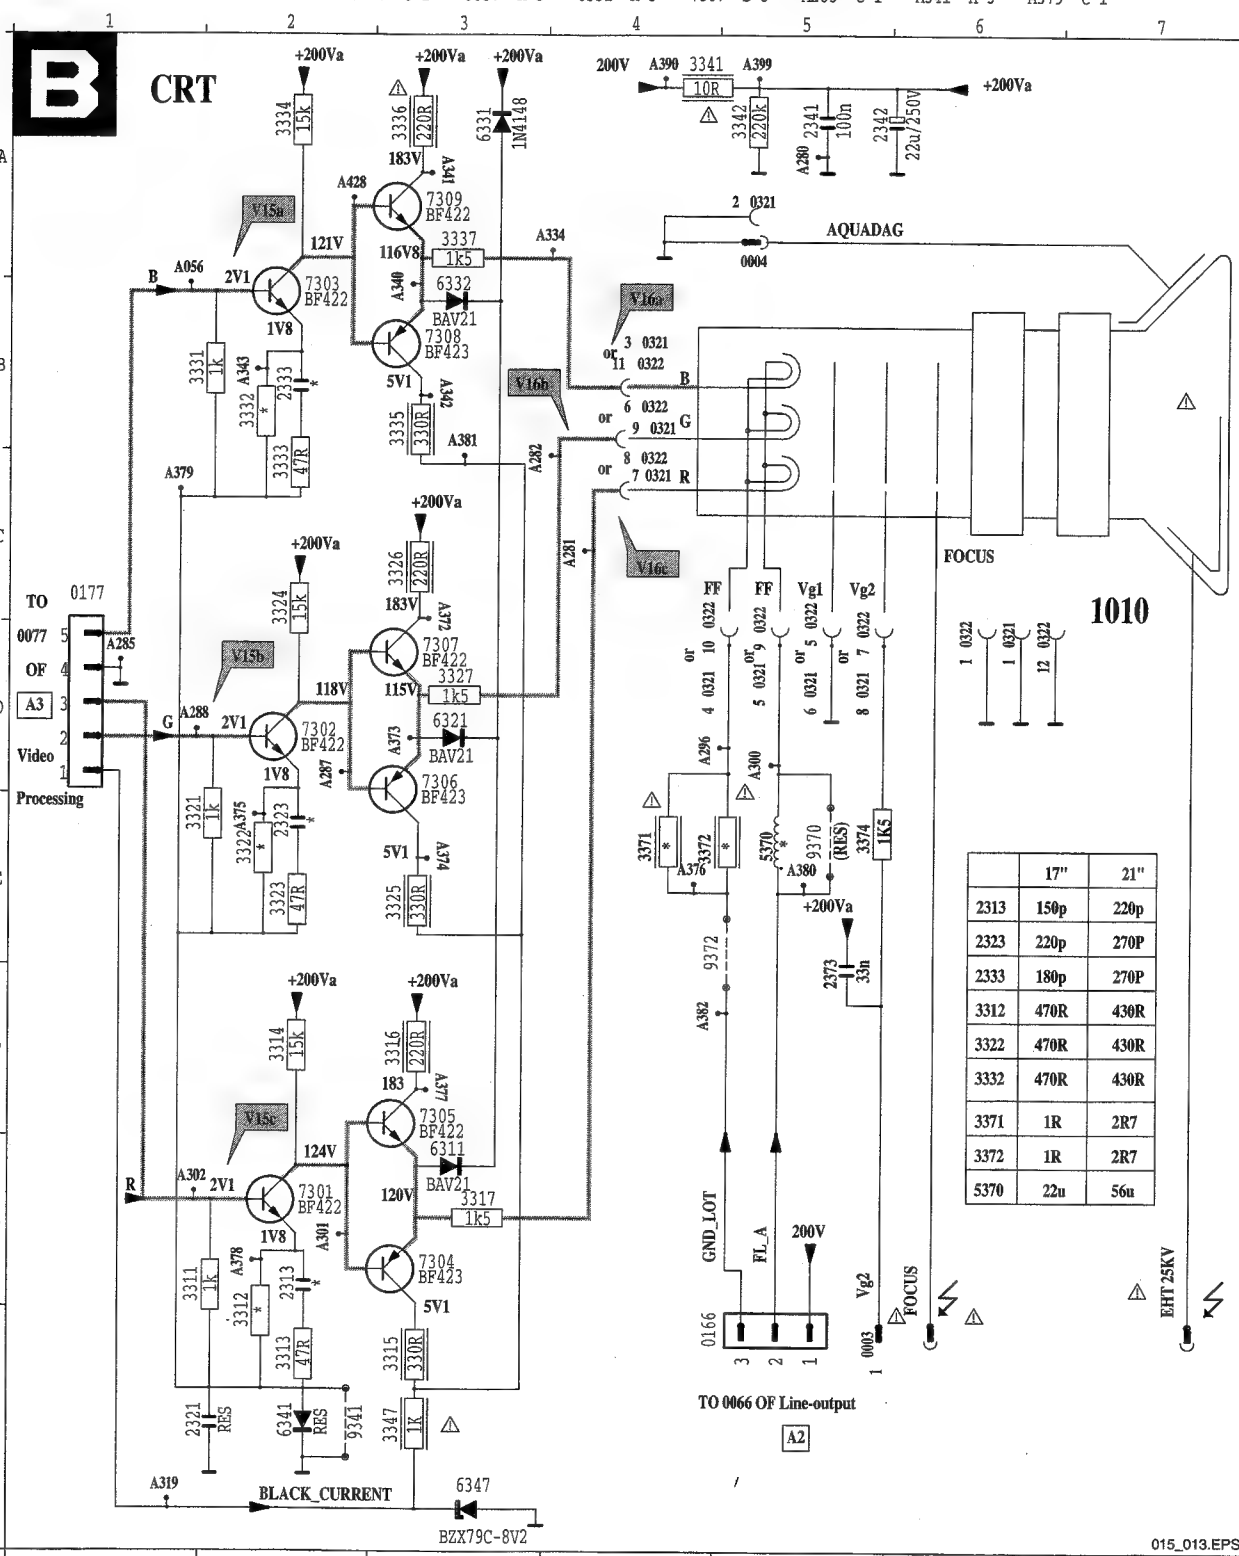 1 2 3 4 5 6 7
B CRT
+200Va +200Va +200Va
200V A390 3341 A399 +200Va
10R
3334 15k
3336 220R
6331 1N4148
3342 220k
2341 100n
2342 22u/250V
A280
183V A341
A428 7309 BF422
V15a
121V
116V8 3337 1k5 A334
2 0321
AQUADAG
0004
B A056 2V1 7303 BF422
A340 6332 BAV21
V16a
1V8
7308 BF423
3 0321
or 11 0322
B
3331 1k
A343
3332 *
2333 *
5V1 A342
V16b
6 0322
or 9 0321 G
8 0322
or 7 0321 R
3335 330R
A381
A282
3333 47R
A379
+200Va
+200Va
V16c
A281
FOCUS
0177
TO 0077 OF A3 Video Processing
5
4
3
2
1
A285
3324 15k
3326 220R
183V A372
7307 BF422
V15b
118V
115V 3327 1k5
FF FF Vg1 Vg2
10 0322 or 4 0321
9 0322 or 5 0321
5 0322 or 6 0321
7 0322 or 8 0321
1010
1 0322
1 0321
12 0322
G A288 2V1 7302 BF422
A373 6321 BAV21
1V8 A287
7306 BF423
A296
A300
3321 1k
A375
3322 *
2323 *
5V1 A374
3371 *
3372 *
5370 *
9370 (RES)
3374 1K5
A376
A380
3323 47R
3325 330R
+200Va
9372
2373 33n
A382
17" 21"
2313 150p 220p
2323 220p 270P
2333 180p 270P
3312 470R 430R
3322 470R 430R
3332 470R 430R
3371 1R 2R7
3372 1R 2R7
5370 22u 56u
+200Va
+200Va
3314 15k
3316 220R
183 A377
7305 BF422
V15c
124V
6311 BAV21
R A302 2V1 7301 BF422
120V 3317 1k5
1V8 A301
7304 BF423
GND_LOT
FL_A
200V
Vg2
FOCUS
EHT 25KV
3311 1k
A378
3312 *
2313 *
5V1
3313 47R
3315 330R
0166
3 2 1
0003
1
2321 RES
6341 RES
9341
3347 1K
TO 0066 OF Line-output
A2
A319
BLACK_CURRENT
6347
BZX79C-8V2
015_013.EPS